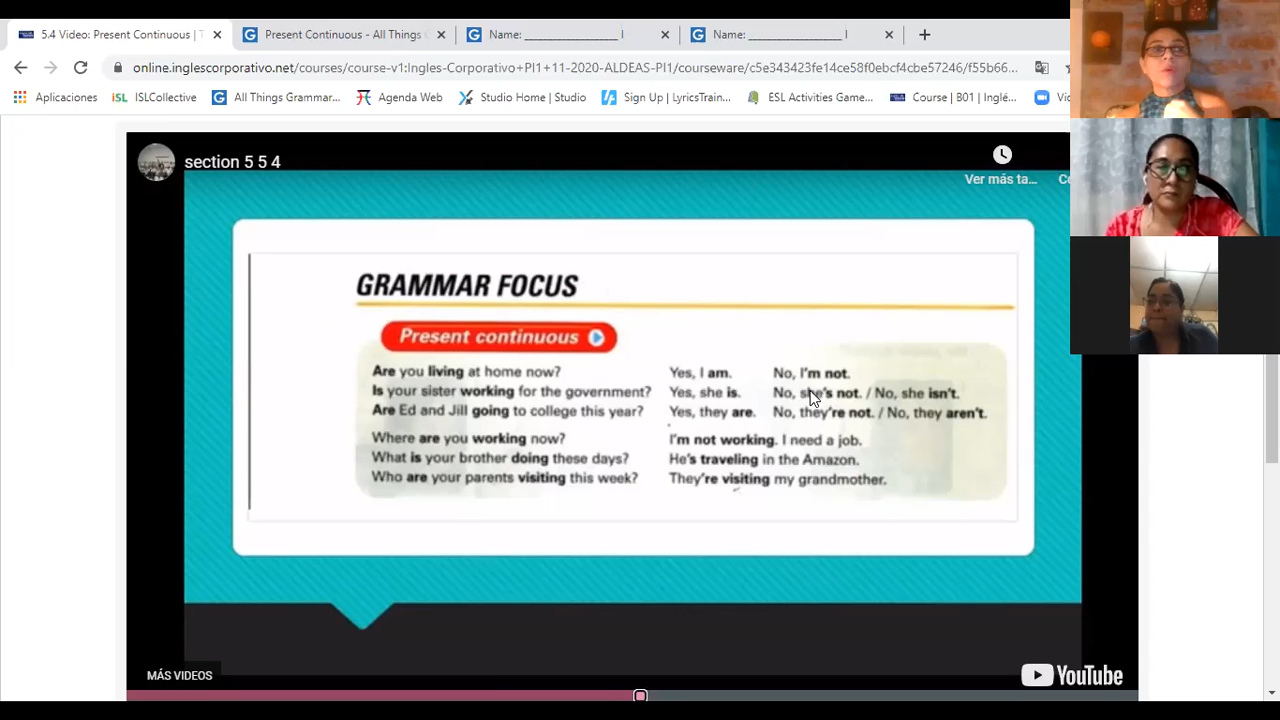 5.4 Video: Present Continuous | T
Present Continuous - All Things G
Name: ____________________ I
Name: ____________________ I
online.inglescorporativo.net/courses/course-v1:Ingles-Corporativo+PI1+11-2020-ALDEAS-PI1/courseware/c5e343423fe14ce58f0ebcf4cbe57246/f55b66...
Aplicaciones iSL ISLCollective All Things Grammar... Agenda Web Studio Home | Studio Sign Up | LyricsTrain... ESL Activities Game... Course | B01 | Inglé...
section 5 5 4
Ver más ta...
GRAMMAR FOCUS
Present continuous
Are you living at home now? Yes, I am. No, I'm not.
Is your sister working for the government? Yes, she is. No, she's not. / No, she isn't.
Are Ed and Jill going to college this year? Yes, they are. No, they're not. / No, they aren't.
Where are you working now? I'm not working. I need a job.
What is your brother doing these days? He's traveling in the Amazon.
Who are your parents visiting this week? They're visiting my grandmother.
MÁS VIDEOS
YouTube